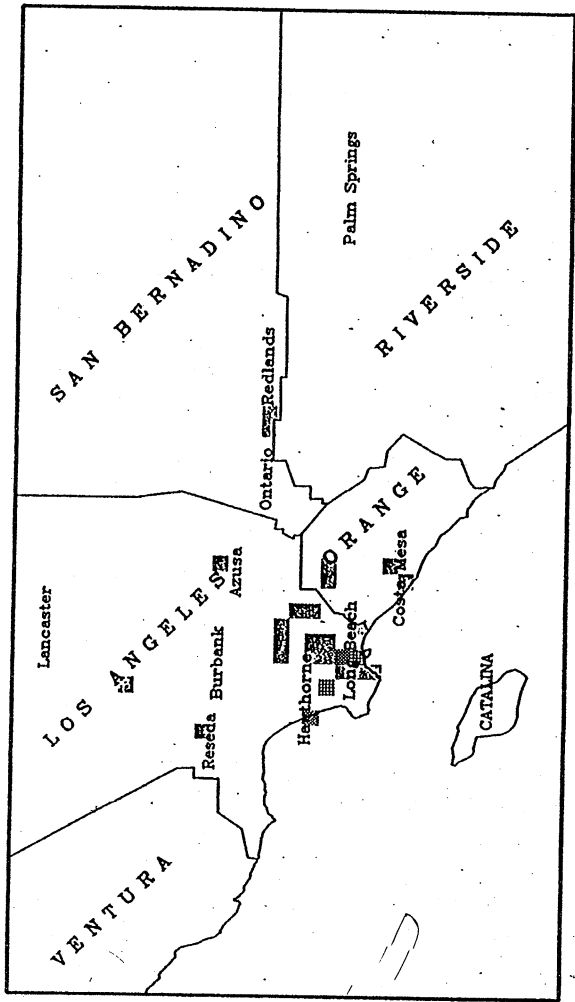 Lancaster
SAN BERNADINO
LOS ANGELES
VENTURA
Reseda
Burbank
Azusa
Ontario
Redlands
Palm Springs
Hawthorne
Long Beach
ORANGE
Costa Mesa
RIVERSIDE
CATALINA